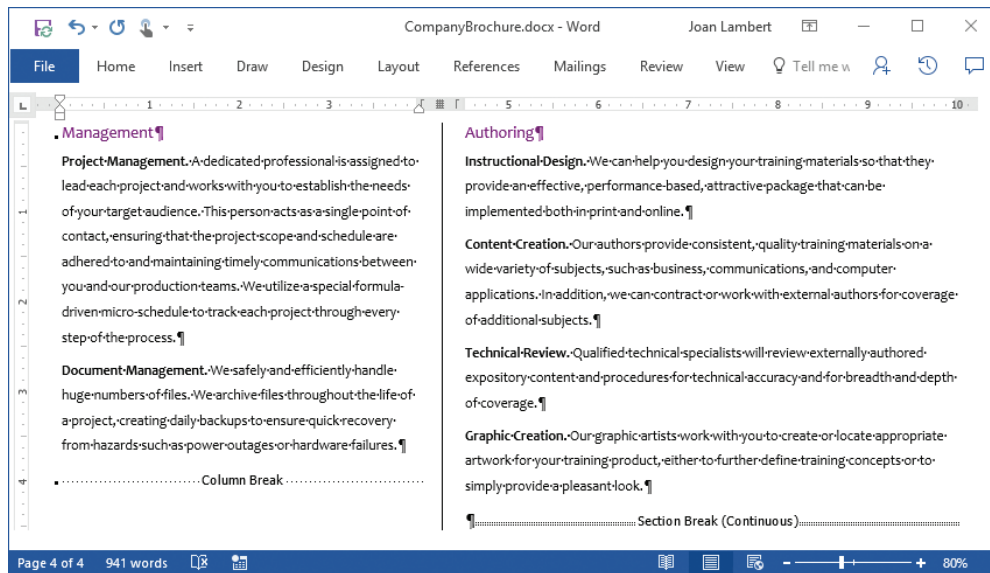 CompanyBrochure.docx - Word
Joan Lambert
File
Home
Insert
Draw
Design
Layout
References
Mailings
Review
View
Tell me w
1 2 3 5 6 7 8 9 10
Management¶
Project·Management.·A·dedicated·professional·is·assigned·to·
lead·each·project·and·works·with·you·to·establish·the·needs·
of·your·target·audience.·This·person·acts·as·a·single·point·of·
contact,·ensuring·that·the·project·scope·and·schedule·are·
adhered·to·and·maintaining·timely·communications·between·
you·and·our·production·teams.·We·utilize·a·special·formula-
driven·micro-schedule·to·track·each·project·through·every·
step·of·the·process.¶
Document·Management.·We·safely·and·efficiently·handle·
huge·numbers·of·files.·We·archive·files·throughout·the·life·of·
a·project,·creating·daily·backups·to·ensure·quick·recovery·
from·hazards·such·as·power·outages·or·hardware·failures.¶
Column Break
Authoring¶
Instructional·Design.·We·can·help·you·design·your·training·materials·so·that·they·
provide·an·effective,·performance-based,·attractive·package·that·can·be·
implemented·both·in·print·and·online.¶
Content·Creation.·Our·authors·provide·consistent,·quality·training·materials·on·a·
wide·variety·of·subjects,·such·as·business,·communications,·and·computer·
applications.·In·addition,·we·can·contract·or·work·with·external·authors·for·coverage·
of·additional·subjects.¶
Technical·Review.·Qualified·technical·specialists·will·review·externally·authored·
expository·content·and·procedures·for·technical·accuracy·and·for·breadth·and·depth·
of·coverage.¶
Graphic·Creation.·Our·graphic·artists·work·with·you·to·create·or·locate·appropriate·
artwork·for·your·training·product,·either·to·further·define·training·concepts·or·to·
simply·provide·a·pleasant·look.¶
¶ Section Break (Continuous)
1
2
3
4
Page 4 of 4
941 words
80%